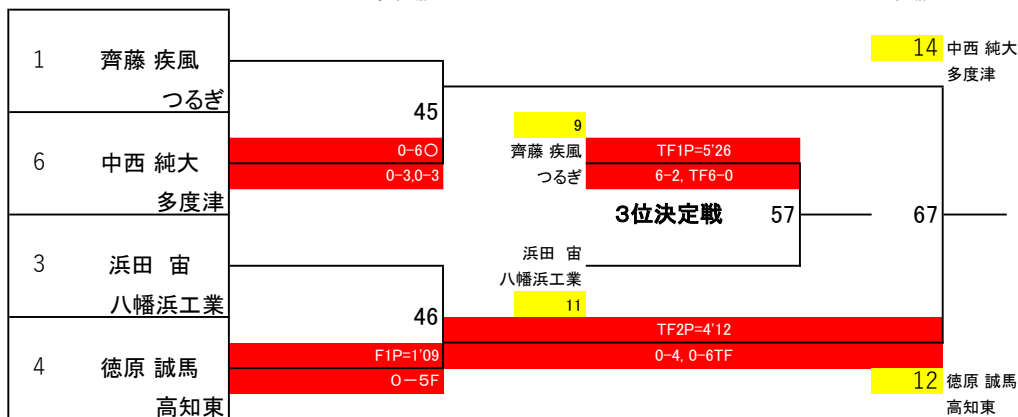 1 齊藤 疾風
つるぎ
6 中西 純大
多度津
3 浜田 宙
八幡浜工業
4 徳原 誠馬
高知東
45
0-6〇
0-3,0-3
46
F1P=1'09
0－5F
9
齊藤 疾風
つるぎ
TF1P=5'26
6-2, TF6-0
3位決定戦 57
浜田 宙
八幡浜工業
11
TF2P=4'12
0-4, 0-6TF
67
14 中西 純大
多度津
12 徳原 誠馬
高知東